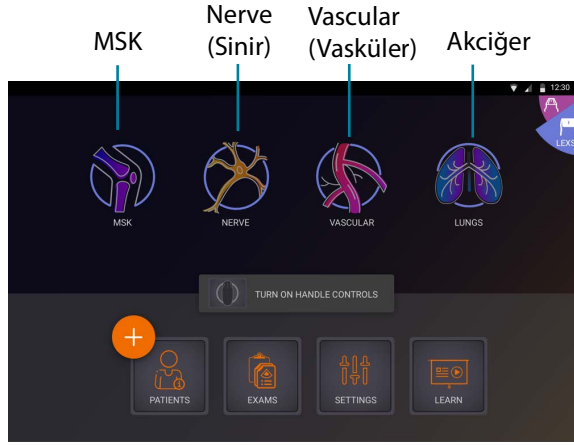 MSK
Nerve
(Sinir)
Vascular
(Vasküler)
Akciğer
12:30
LEXS
MSK
NERVE
VASCULAR
LUNGS
TURN ON HANDLE CONTROLS
PATIENTS
EXAMS
SETTINGS
LEARN